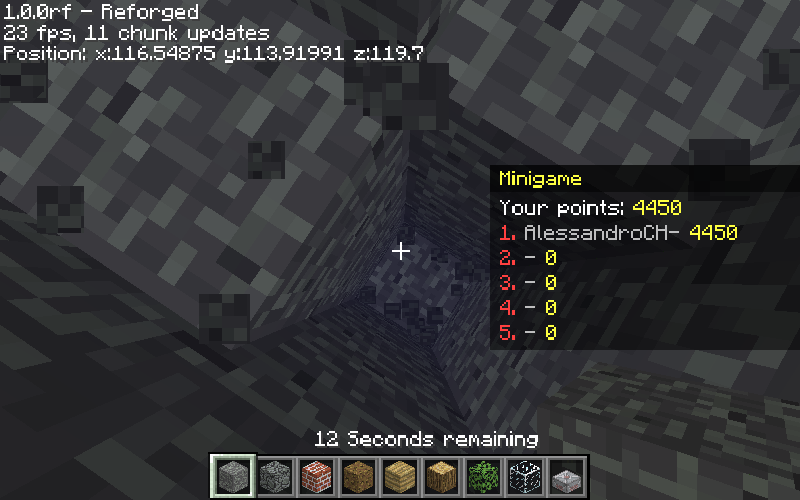 1.0.0rf - Reforged
23 fps, 11 chunk updates
Position: x:116.54875 y:113.91991 z:119.7
Minigame
Your points: 4450
1. AlessandroCH- 4450
2. - 0
3. - 0
4. - 0
5. - 0
12 Seconds remaining